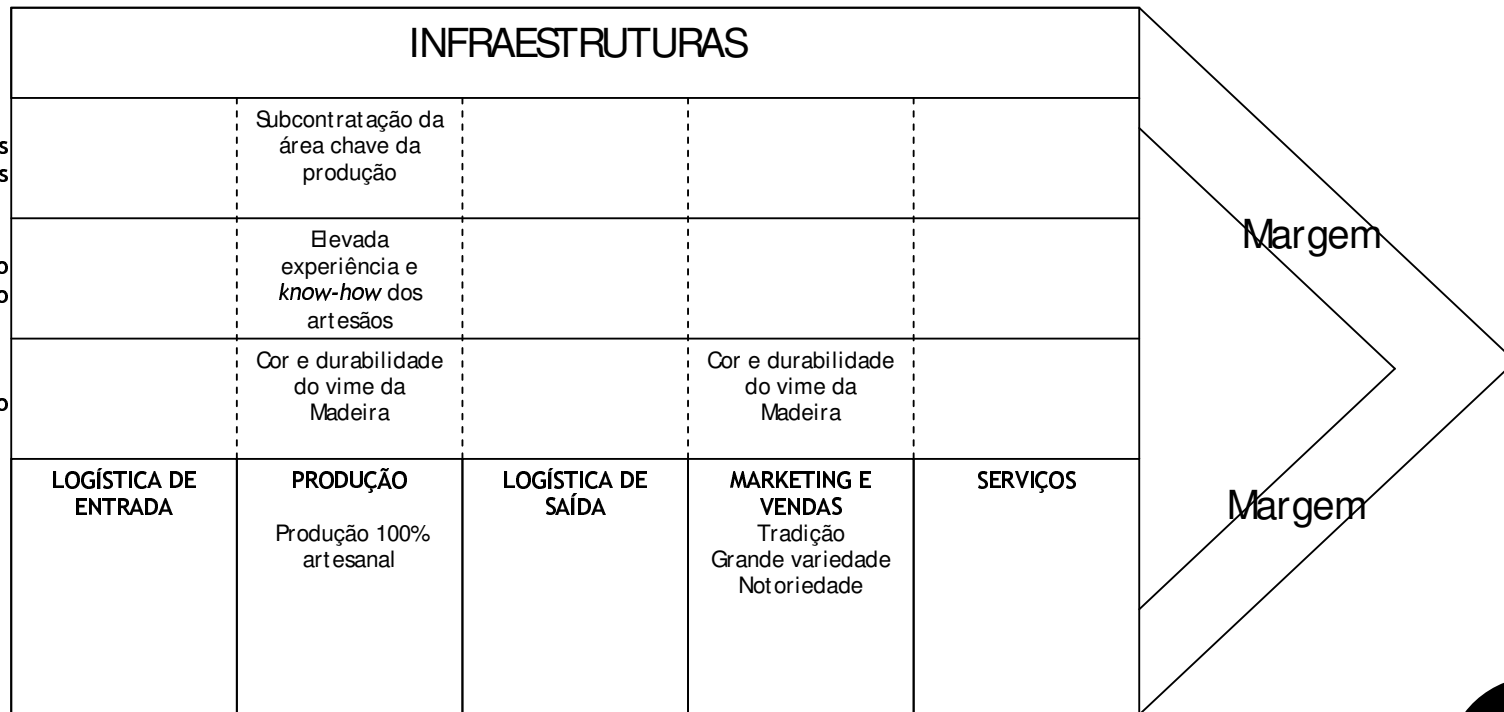 INFRAESTRUTURAS
Subcontratação da
área chave da
produção
Elevada
experiência e
know-how dos
artesãos
Cor e durabilidade
do vime da
Madeira
Cor e durabilidade
do vime da
Madeira
LOGÍSTICA DE
ENTRADA
PRODUÇÃO
Produção 100%
artesanal
LOGÍSTICA DE
SAÍDA
MARKETING E
VENDAS
Tradição
Grande variedade
Notoriedade
SERVIÇOS
Margem
Margem